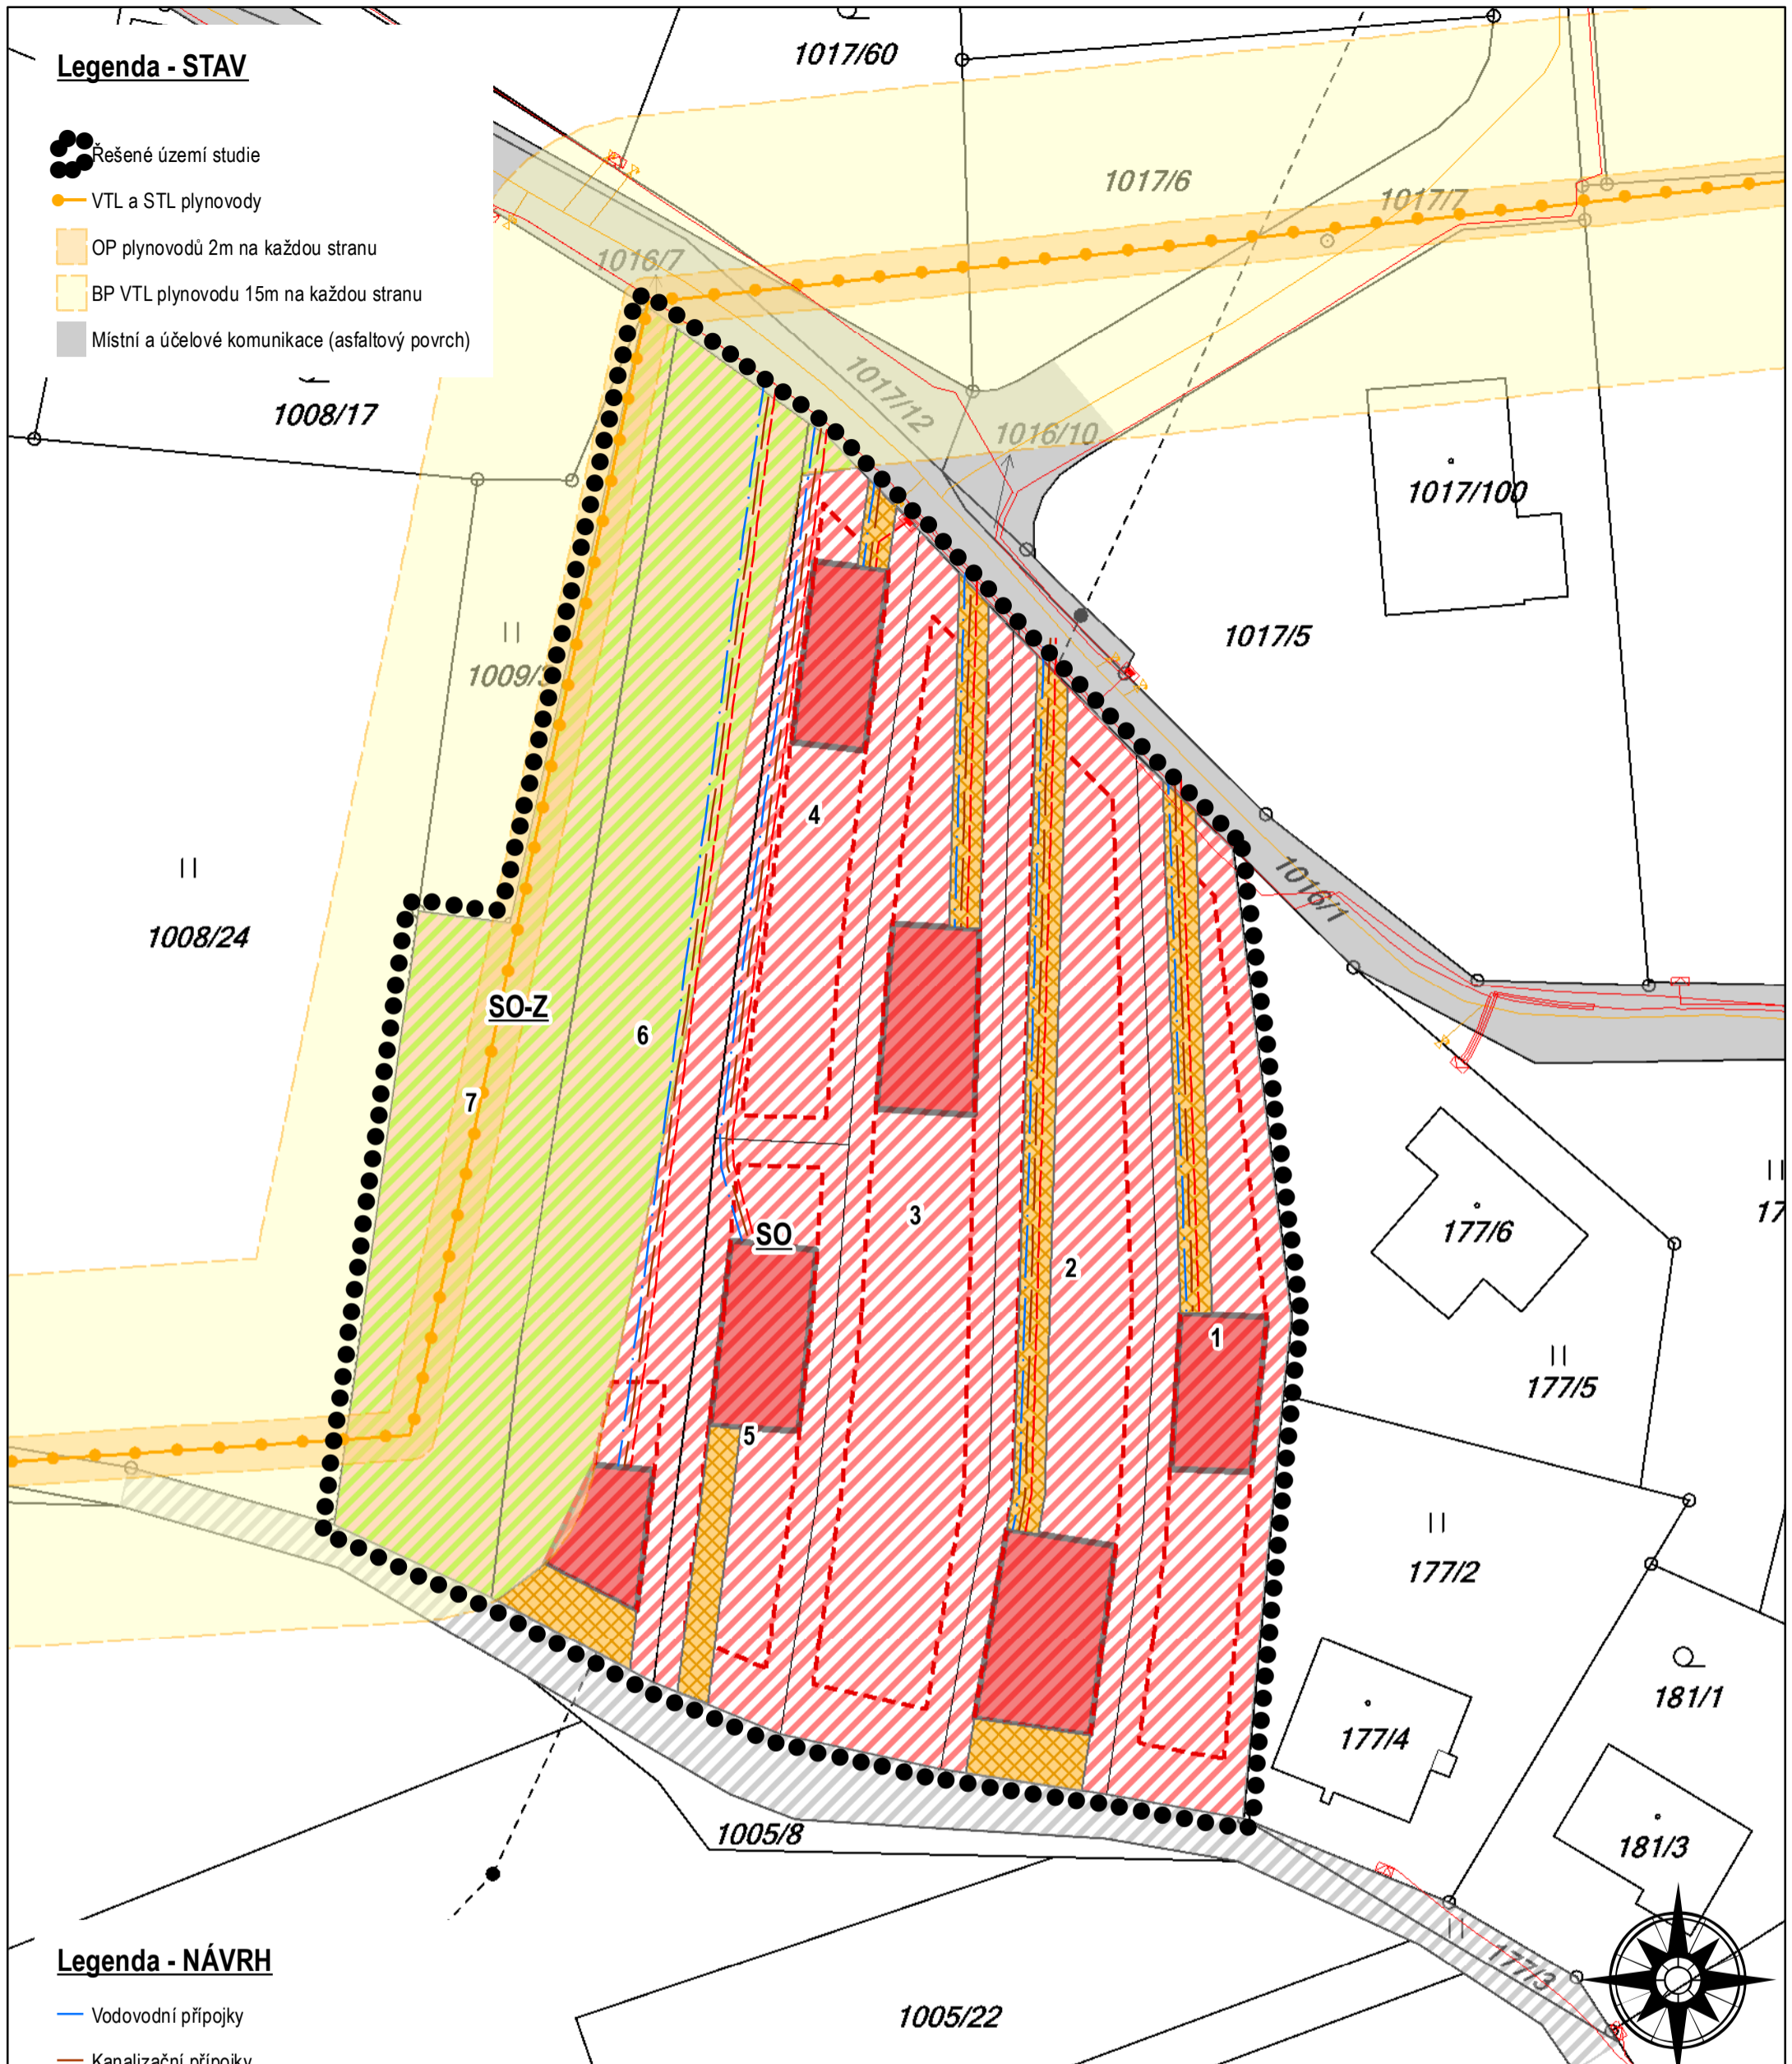 Legenda - STAV
Řešené území studie
VTL a STL plynovody
OP plynovodů 2m na každou stranu
BP VTL plynovodu 15m na každou stranu
Místní a účelové komunikace (asfaltový povrch)
1017/60
1017/6
1017/7
1016/7
1017/12
1016/10
1008/17
1017/100
1017/5
1009/3
4
1016/1
1008/24
SO-Z
6
7
3
SO
2
1
5
177/6
17
177/5
177/2
181/1
177/4
181/3
1005/8
177/3
1005/22
Legenda - NÁVRH
Vodovodní přípojky
Kanalizační přípojky